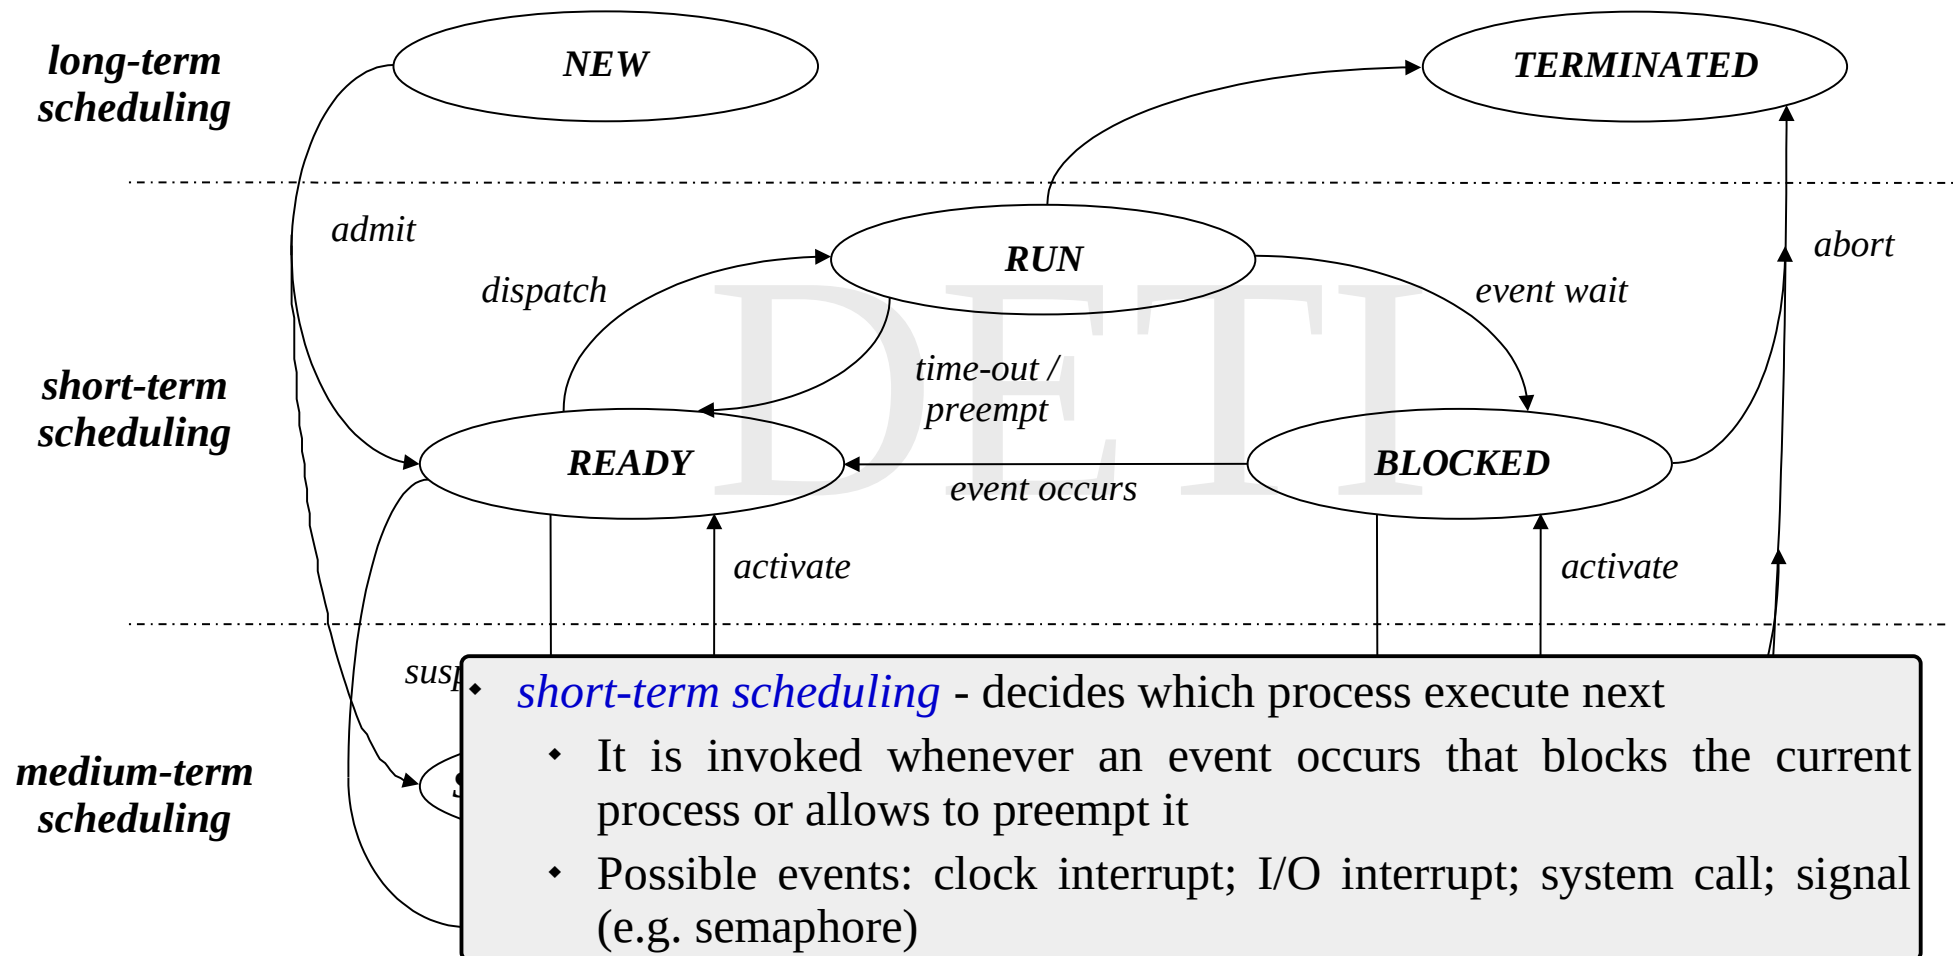 long-term
scheduling
NEW
TERMINATED
admit
RUN
abort
dispatch
event wait
DETI
time-out /
preempt
short-term
scheduling
READY
BLOCKED
event occurs
activate
activate
medium-term
scheduling
short-term scheduling - decides which process execute next
It is invoked whenever an event occurs that blocks the current
process or allows to preempt it
Possible events: clock interrupt; I/O interrupt; system call; signal
(e.g. semaphore)